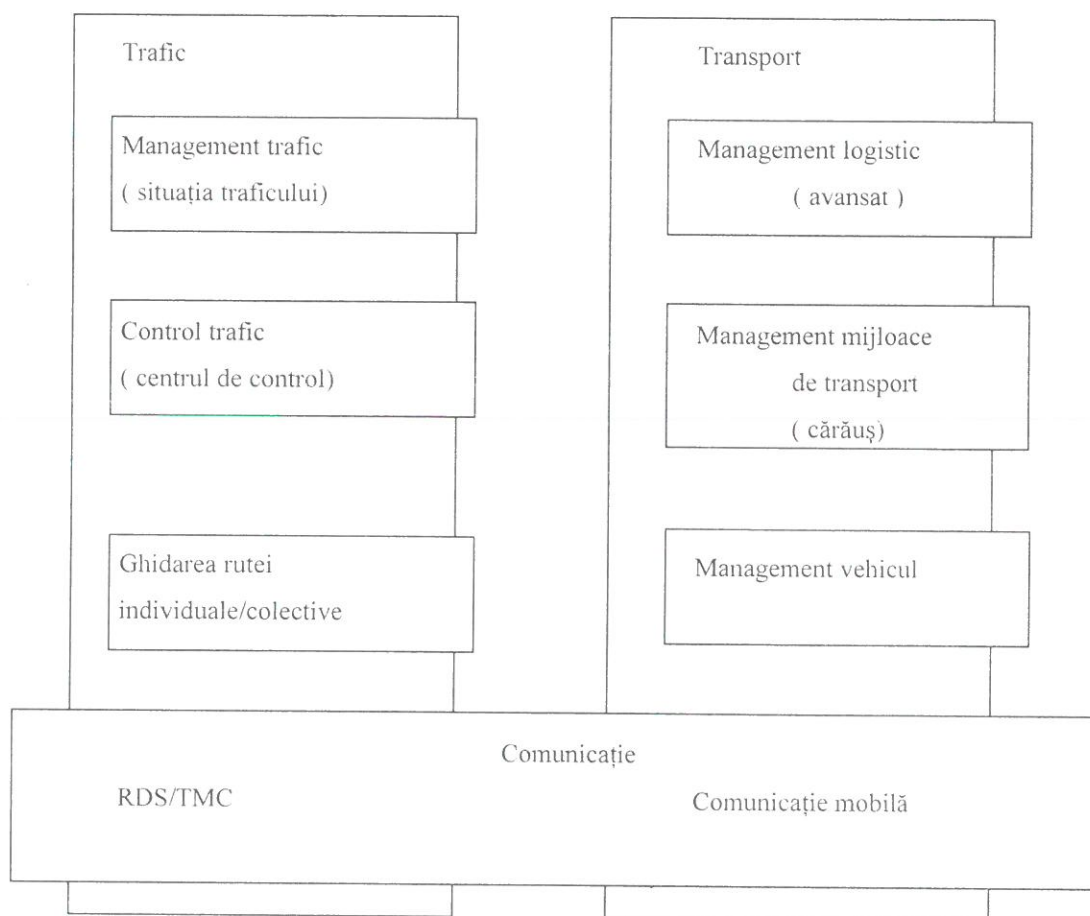 Trafic
Management trafic
( situația traficului)
Control trafic
( centrul de control)
Ghidarea rutei
individuale/colective
Transport
Management logistic
( avansat )
Management mijloace
de transport
( cărăuș)
Management vehicul
Comunicație
RDS/TMC
Comunicație mobilă